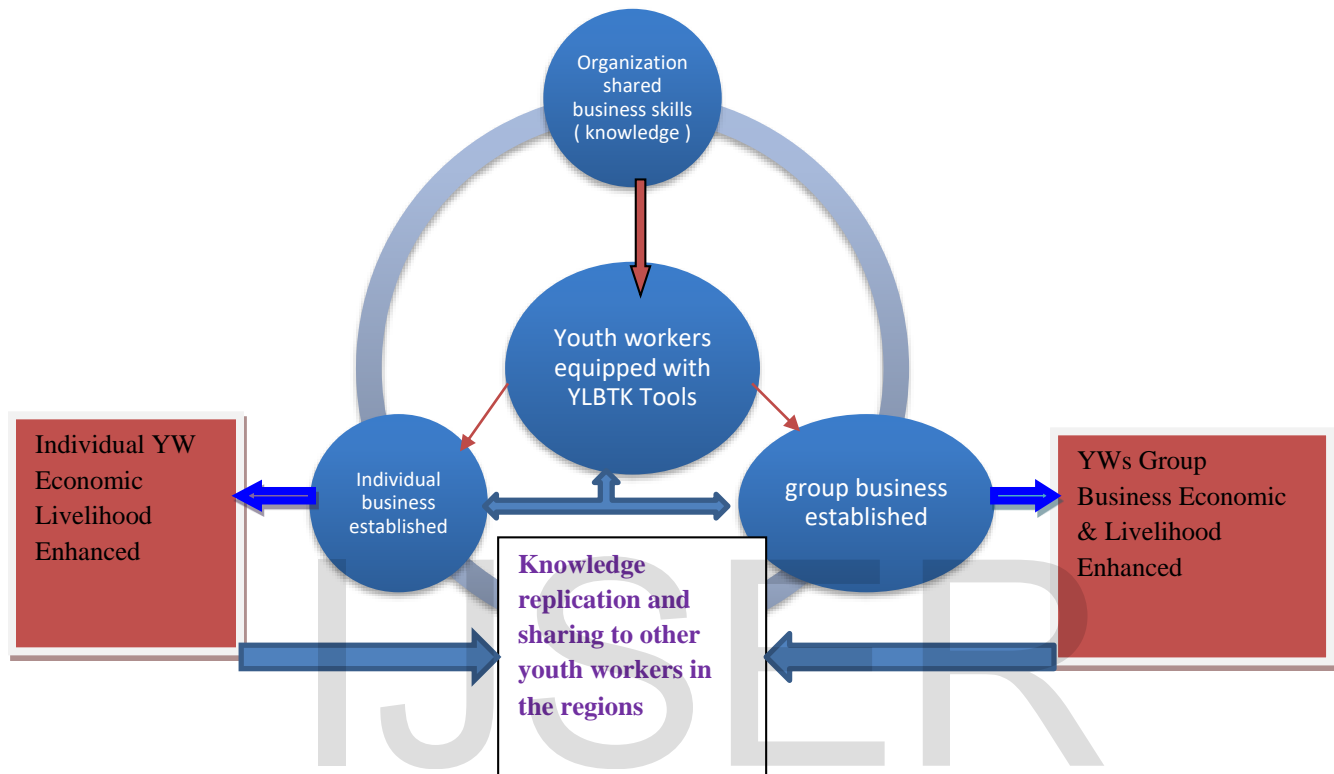 Organization
shared
business skills
( knowledge )
Youth workers
equipped with
YLBTK Tools
Individual YW
Economic
Livelihood
Enhanced
Individual
business
established
group business
established
YWs Group
Business Economic
& Livelihood
Enhanced
Knowledge
replication and
sharing to other
youth workers in
the regions
IJSER